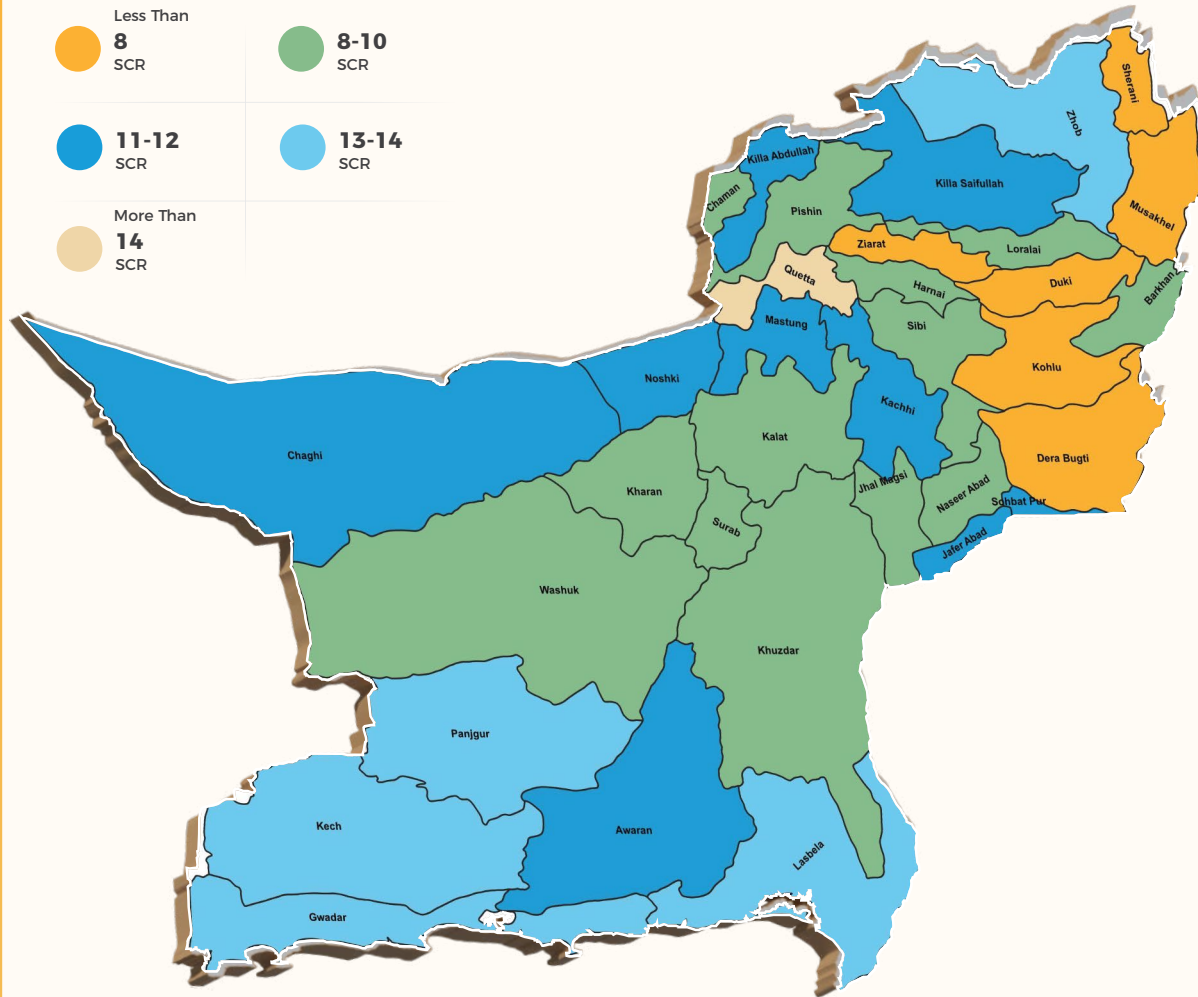 Less Than
8
SCR
8-10
SCR
11-12
SCR
13-14
SCR
More Than
14
SCR
Sherani
Zhob
Killa Abdullah
Killa Saifullah
Chaman
Pishin
Musakhel
Ziarat
Loralai
Quetta
Duki
Harnai
Barkhan
Mastung
Sibi
Kohlu
Noshki
Kachhi
Kalat
Chaghi
Dera Bugti
Jhal Magsi
Kharan
Naseer Abad
Sohbat Pur
Surab
Jafer Abad
Washuk
Khuzdar
Panjgur
Kech
Awaran
Lasbela
Gwadar